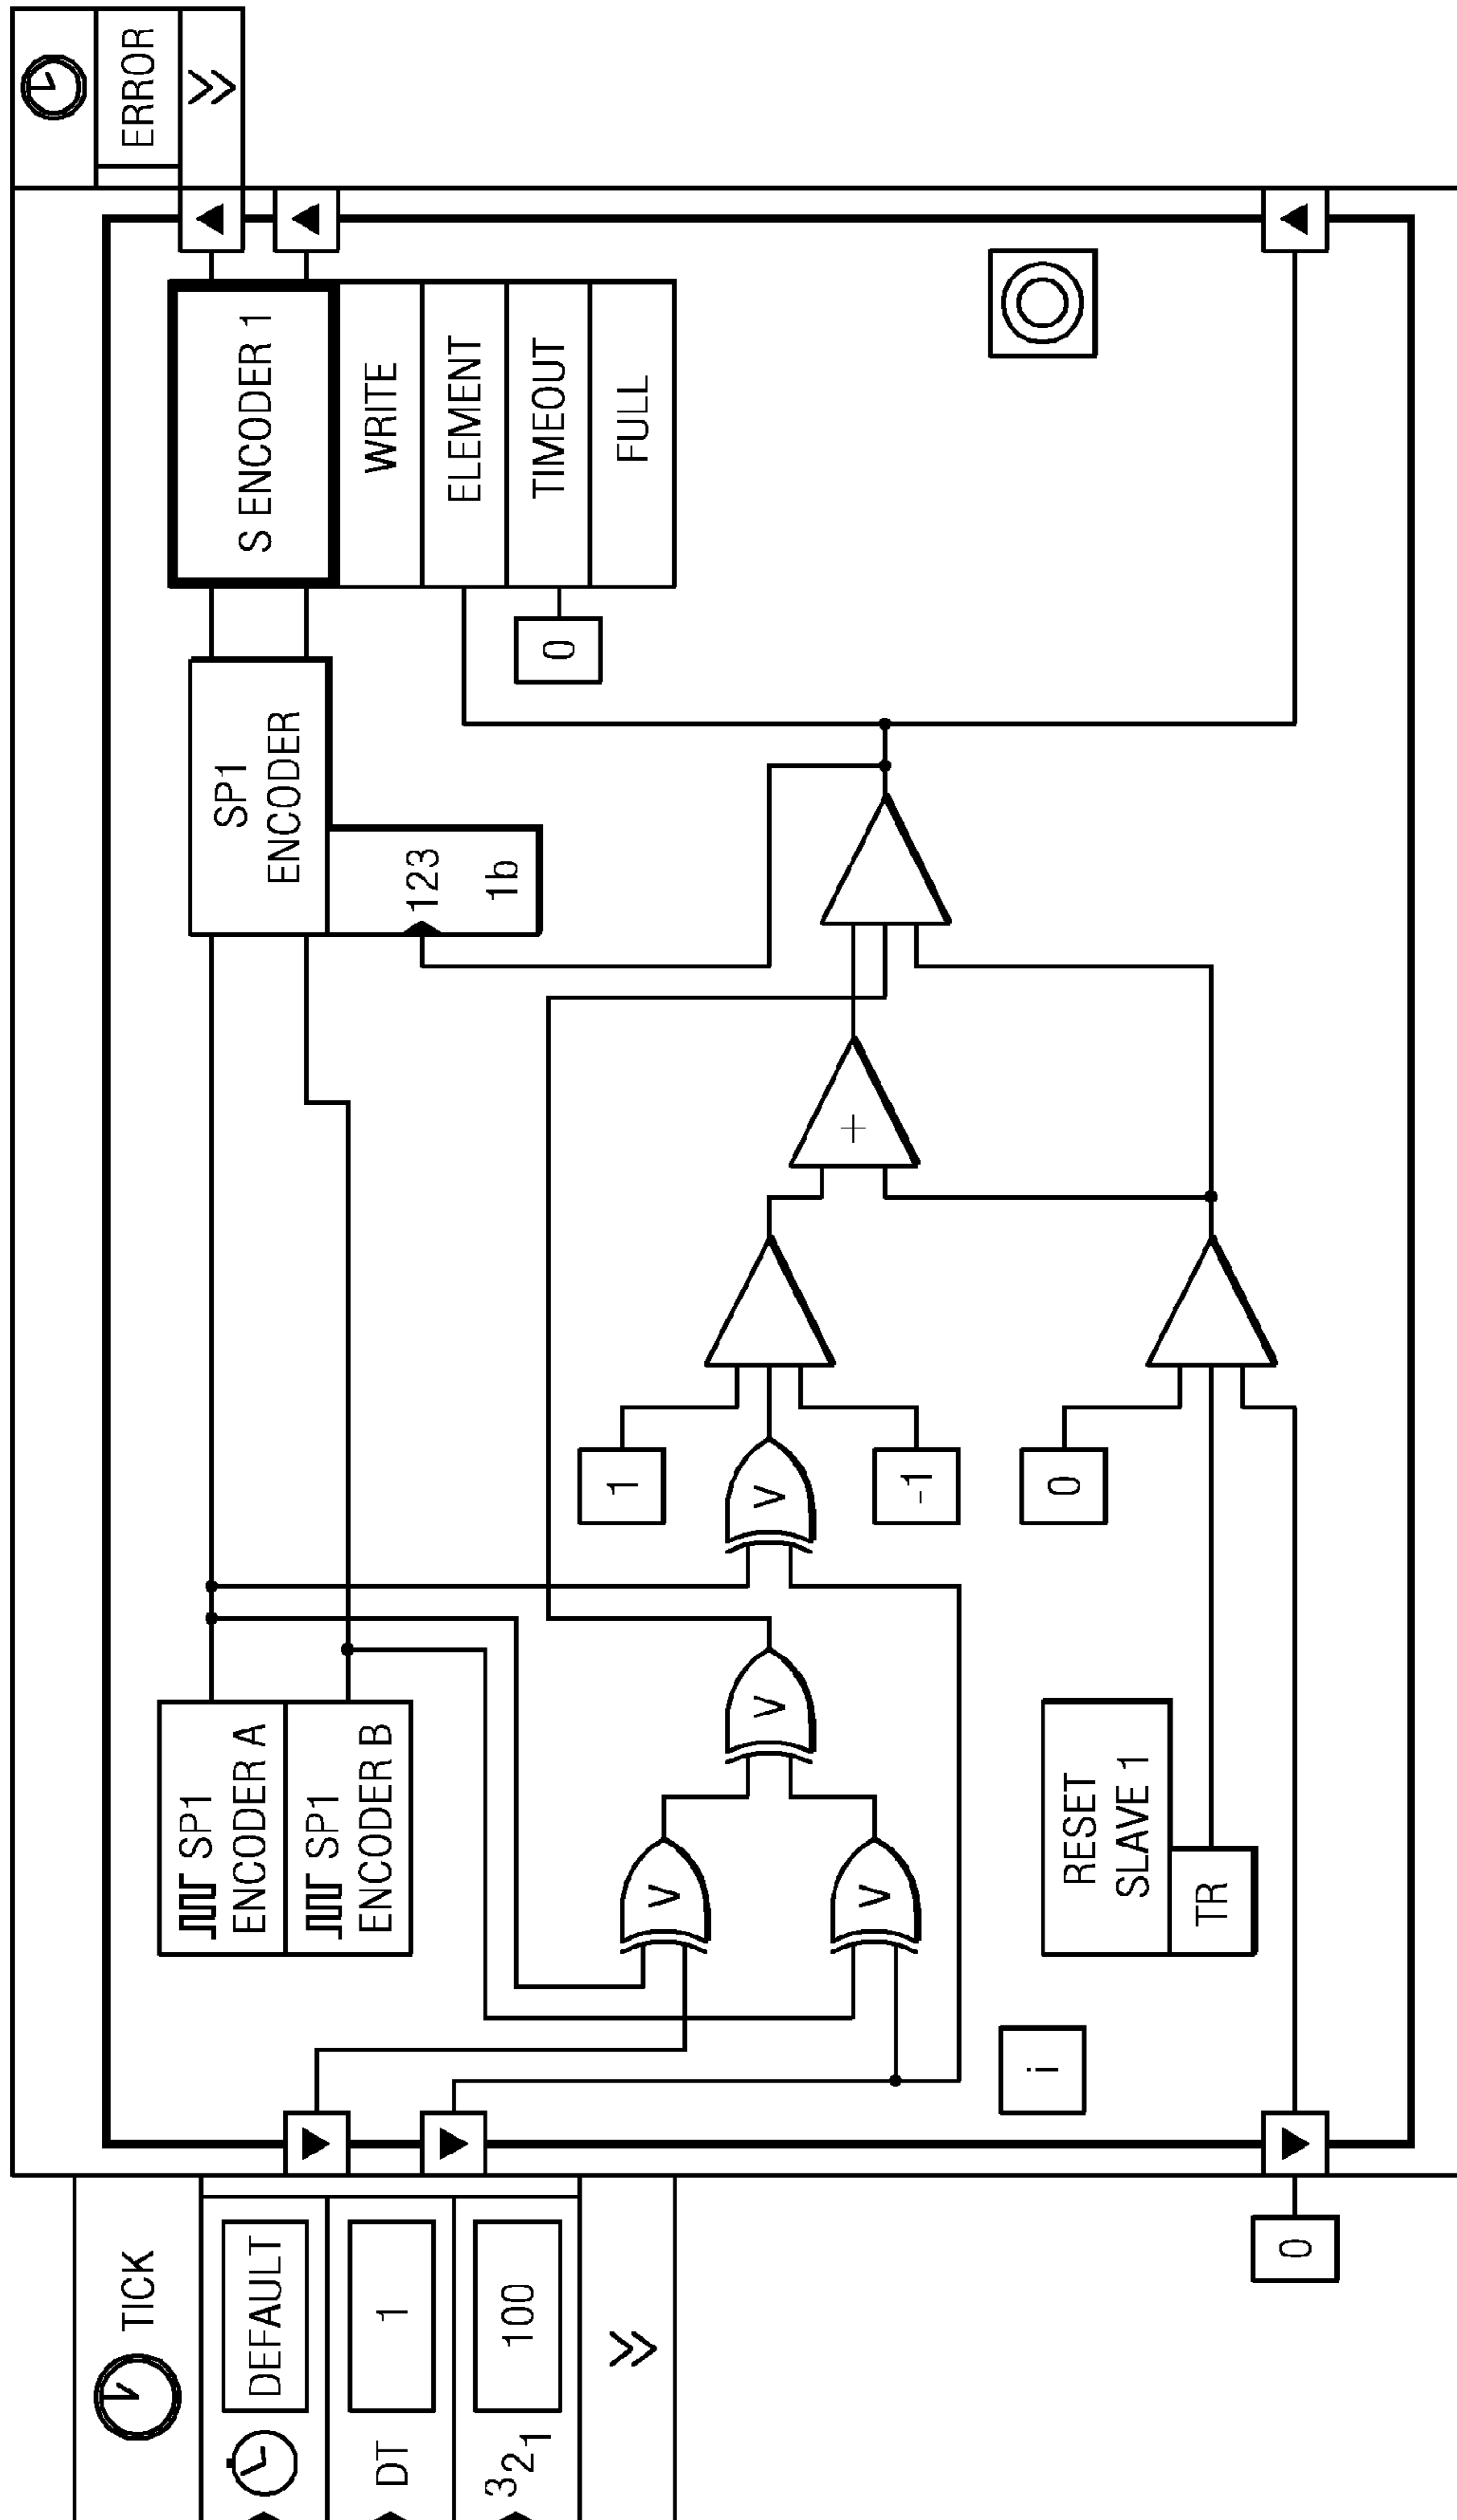 TICK
DEFAULT
DT
1
321
100
0
SP1
ENCODER A
SP1
ENCODER B
V
V
V
V
i
RESET
SLAVE 1
TR
1
-1
0
+
SP1
ENCODER
123
1b
0
S ENCODER 1
WRITE
ELEMENT
TIMEOUT
FULL
ERROR